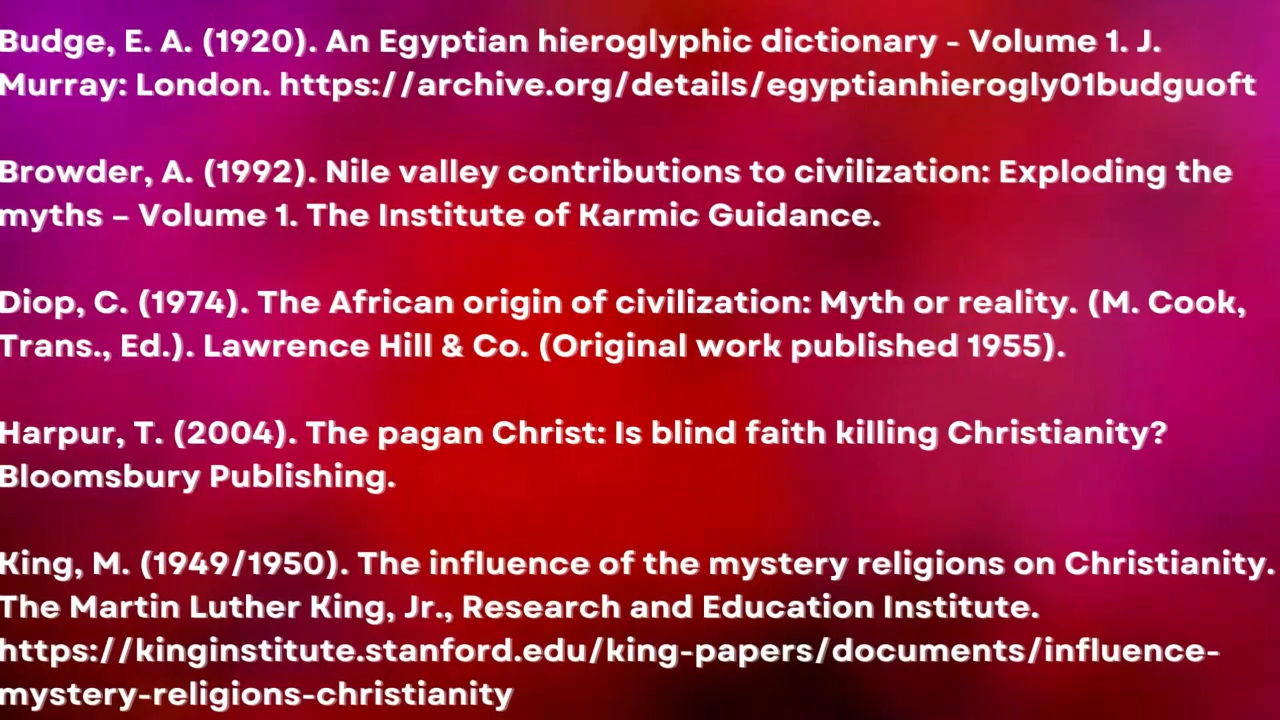 Budge, E. A. (1920). An Egyptian hieroglyphic dictionary - Volume 1. J.
Murray: London. https://archive.org/details/egyptianhierogly01budguoft
Browder, A. (1992). Nile valley contributions to civilization: Exploding the
myths – Volume 1. The Institute of Karmic Guidance.
Diop, C. (1974). The African origin of civilization: Myth or reality. (M. Cook,
Trans., Ed.). Lawrence Hill & Co. (Original work published 1955).
Harpur, T. (2004). The pagan Christ: Is blind faith killing Christianity?
Bloomsbury Publishing.
King, M. (1949/1950). The influence of the mystery religions on Christianity.
The Martin Luther King, Jr., Research and Education Institute.
https://kinginstitute.stanford.edu/king-papers/documents/influence-
mystery-religions-christianity